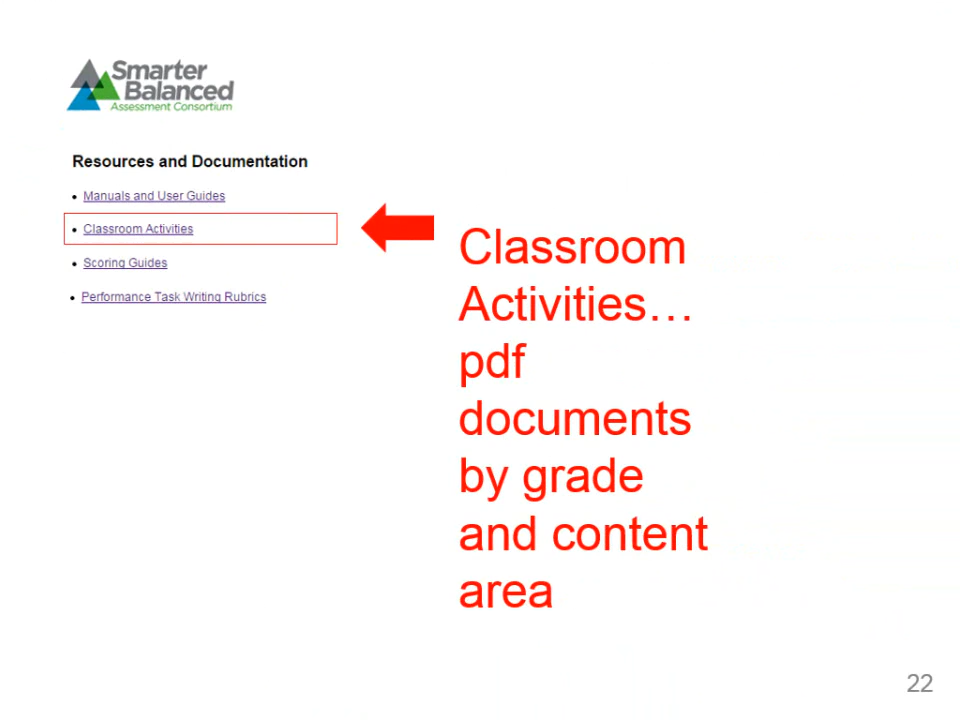 Smarter
Balanced
Assessment Consortium
Resources and Documentation
• Manuals and User Guides
• Classroom Activities
• Scoring Guides
• Performance Task Writing Rubrics
Classroom
Activities…
pdf
documents
by grade
and content
area
22